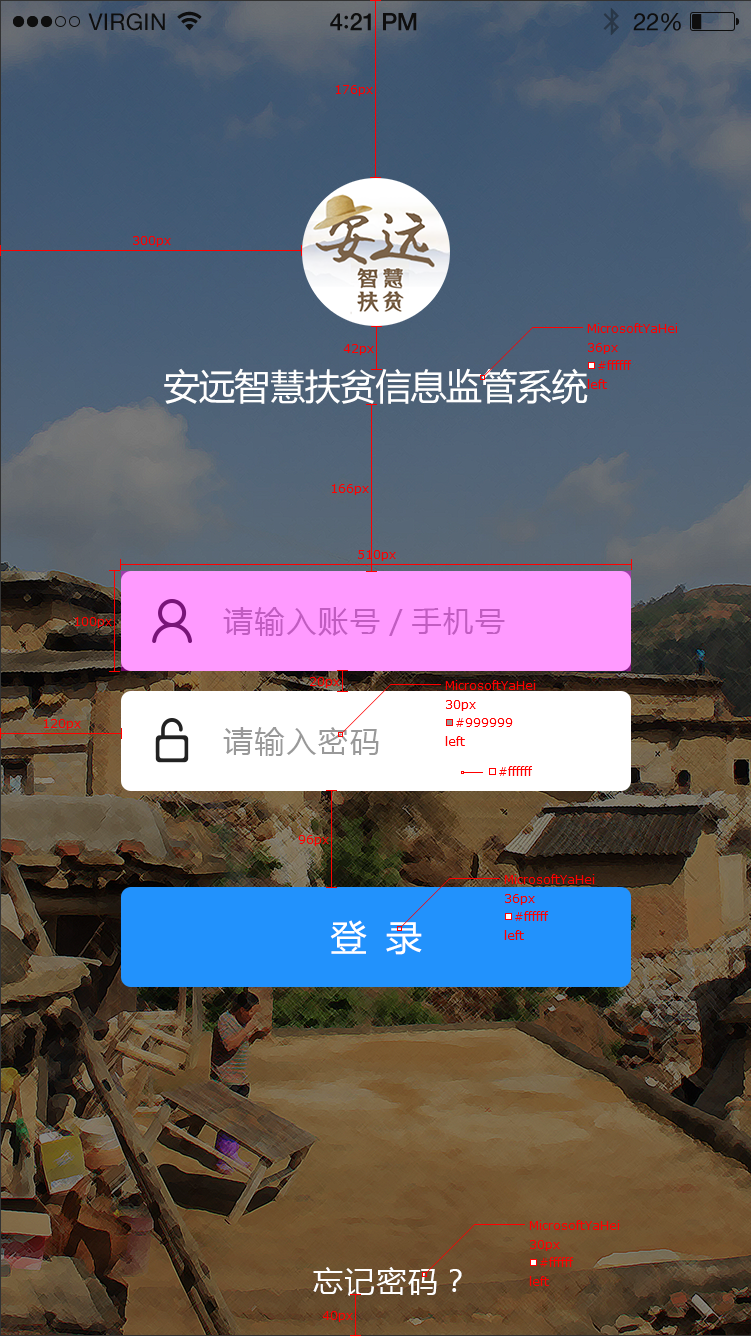 VIRGIN 4:21 PM 22%
176px
300px
安远
智慧
扶贫
42px
MicrosoftYaHei
36px
#ffffff
left
安远智慧扶贫信息监管系统
166px
510px
100px
请输入账号 / 手机号
MicrosoftYaHei
30px
#999999
left
120px
请输入密码
#ffffff
96px
MicrosoftYaHei
36px
#ffffff
left
登 录
MicrosoftYaHei
30px
#ffffff
left
忘记密码？